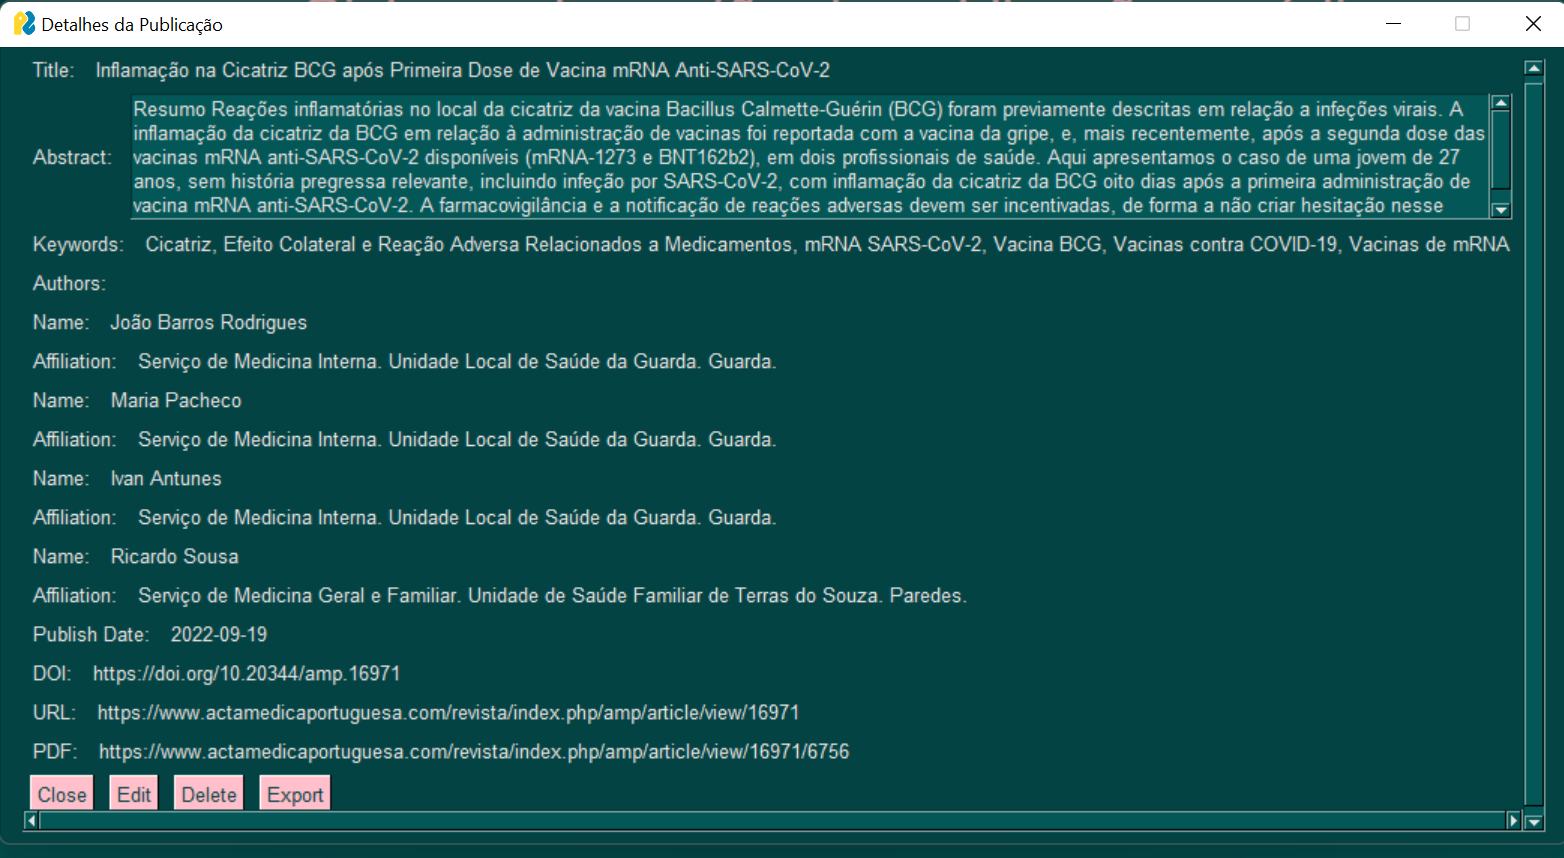 Detalhes da Publicação
Title: Inflamação na Cicatriz BCG após Primeira Dose de Vacina mRNA Anti-SARS-CoV-2
Abstract:
Resumo Reações inflamatórias no local da cicatriz da vacina Bacillus Calmette-Guérin (BCG) foram previamente descritas em relação a infeções virais. A
inflamação da cicatriz da BCG em relação à administração de vacinas foi reportada com a vacina da gripe, e, mais recentemente, após a segunda dose das
vacinas mRNA anti-SARS-CoV-2 disponíveis (mRNA-1273 e BNT162b2), em dois profissionais de saúde. Aqui apresentamos o caso de uma jovem de 27
anos, sem história pregressa relevante, incluindo infeção por SARS-CoV-2, com inflamação da cicatriz da BCG oito dias após a primeira administração de
vacina mRNA anti-SARS-CoV-2. A farmacovigilância e a notificação de reações adversas devem ser incentivadas, de forma a não criar hesitação nesse
Keywords: Cicatriz, Efeito Colateral e Reação Adversa Relacionados a Medicamentos, mRNA SARS-CoV-2, Vacina BCG, Vacinas contra COVID-19, Vacinas de mRNA
Authors:
Name: João Barros Rodrigues
Affiliation: Serviço de Medicina Interna. Unidade Local de Saúde da Guarda. Guarda.
Name: Maria Pacheco
Affiliation: Serviço de Medicina Interna. Unidade Local de Saúde da Guarda. Guarda.
Name: Ivan Antunes
Affiliation: Serviço de Medicina Interna. Unidade Local de Saúde da Guarda. Guarda.
Name: Ricardo Sousa
Affiliation: Serviço de Medicina Geral e Familiar. Unidade de Saúde Familiar de Terras do Souza. Paredes.
Publish Date: 2022-09-19
DOI: https://doi.org/10.20344/amp.16971
URL: https://www.actamedicaportuguesa.com/revista/index.php/amp/article/view/16971
PDF: https://www.actamedicaportuguesa.com/revista/index.php/amp/article/view/16971/6756
Close Edit Delete Export